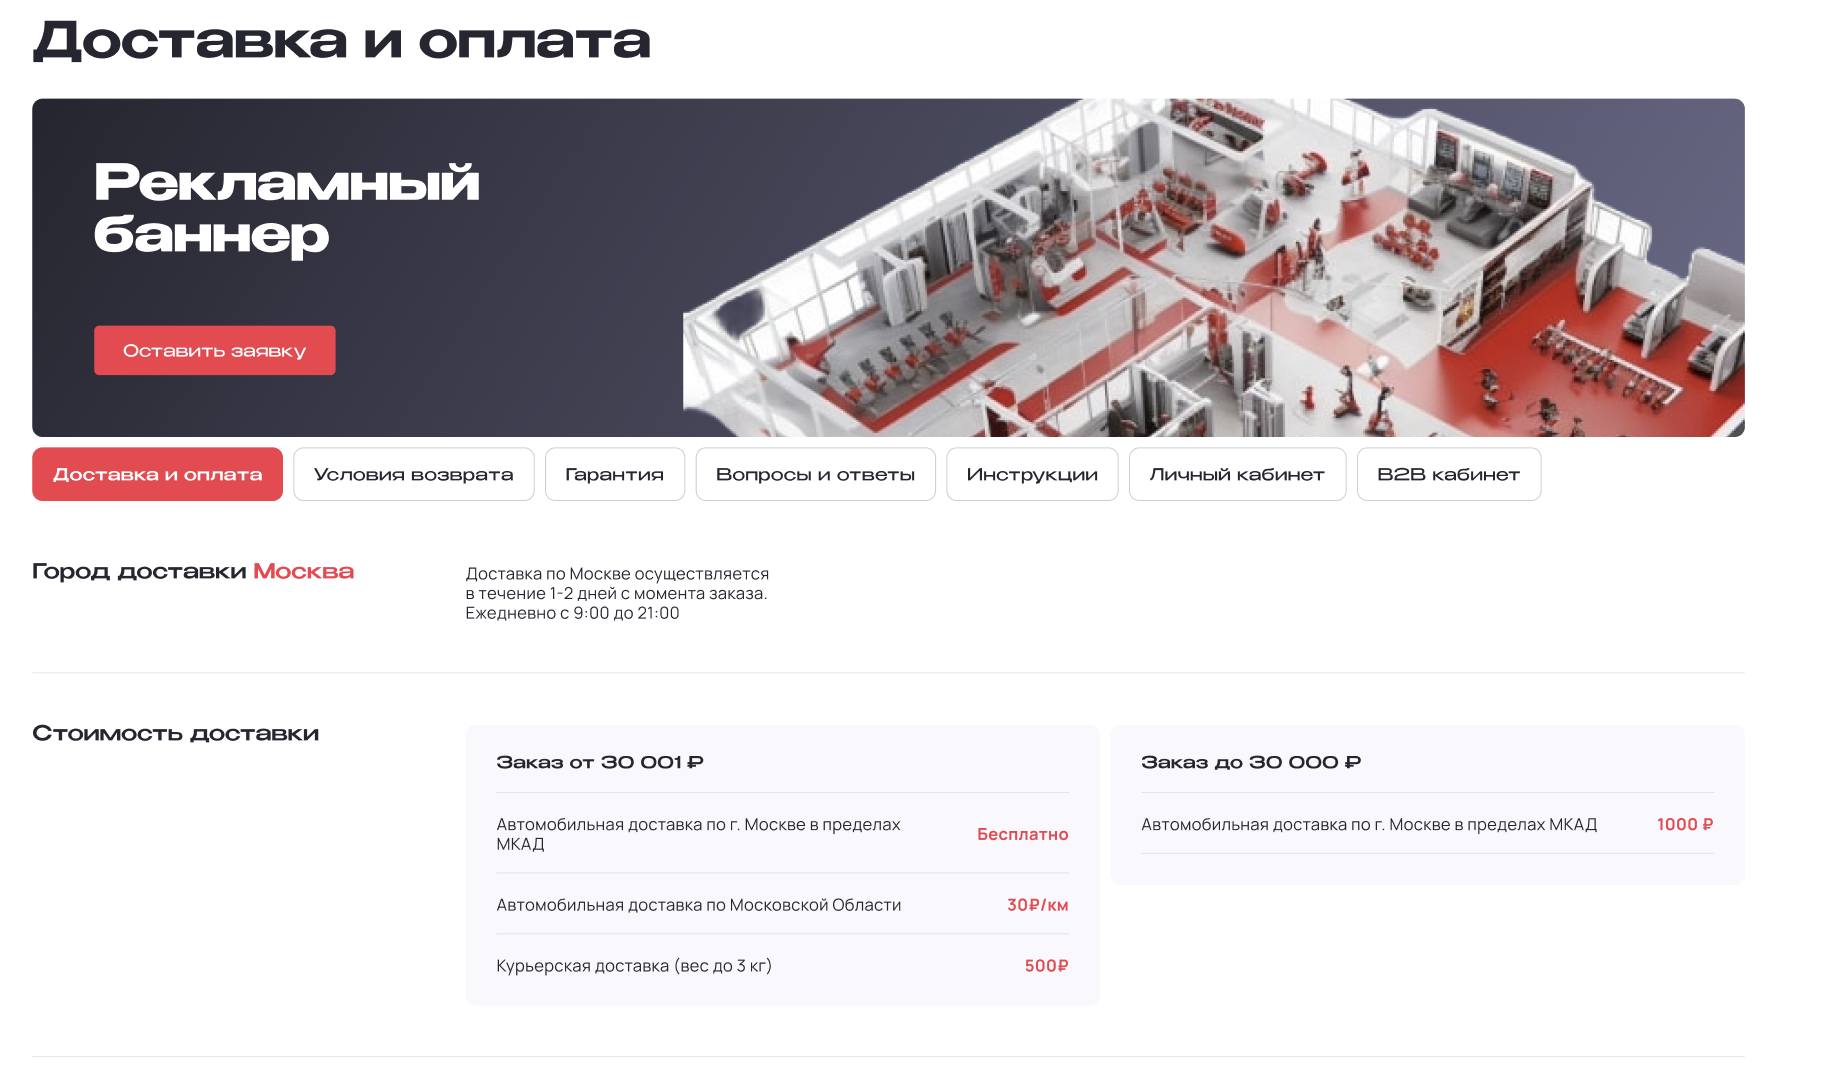 Доставка и оплата
Рекламный
баннер
Оставить заявку
Доставка и оплата
Условия возврата
Гарантия
Вопросы и ответы
Инструкции
Личный кабинет
B2B кабинет
Город доставки Москва
Доставка по Москве осуществляется
в течение 1-2 дней с момента заказа.
Ежедневно с 9:00 до 21:00
Стоимость доставки
Заказ от 30 001 ₽
Автомобильная доставка по г. Москве в пределах
МКАД
Бесплатно
Автомобильная доставка по Московской Области
30₽/км
Курьерская доставка (вес до 3 кг)
500₽
Заказ до 30 000 ₽
Автомобильная доставка по г. Москве в пределах МКАД
1000 ₽